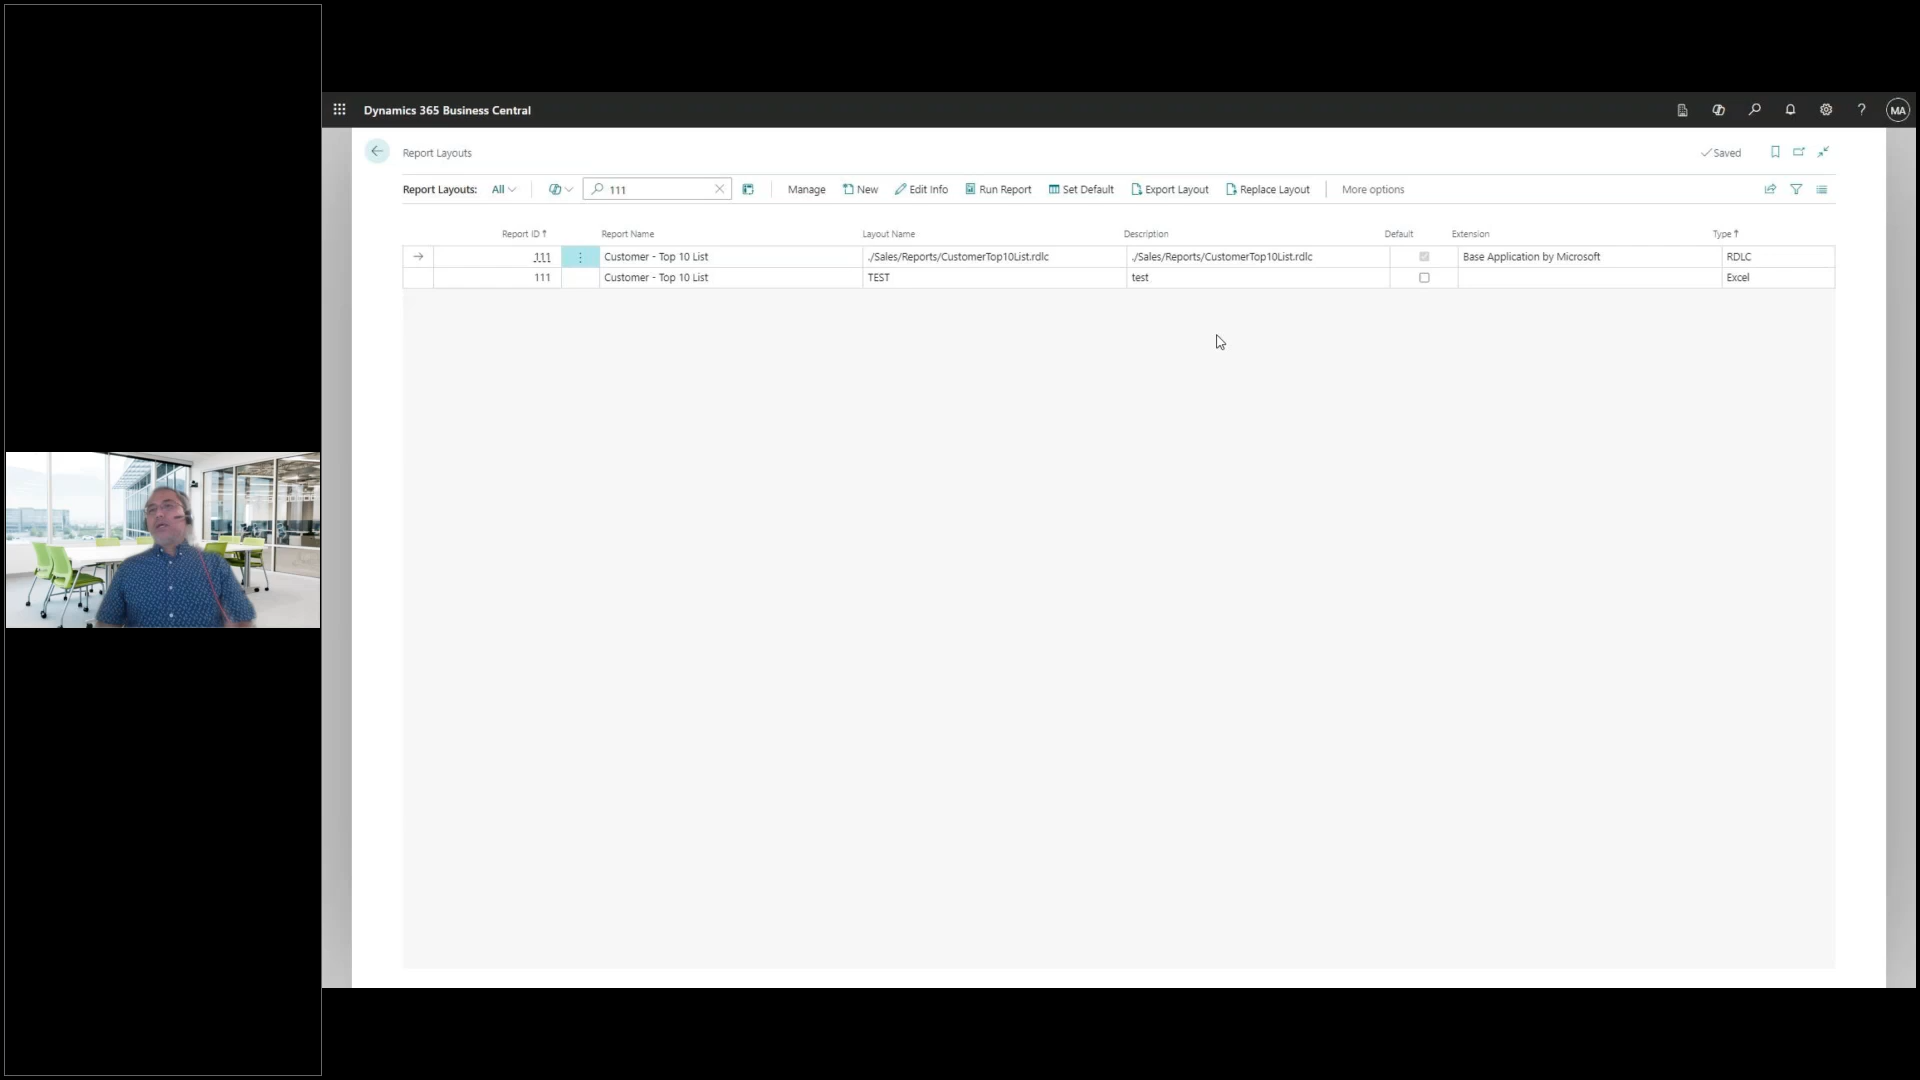 Dynamics 365 Business Central
? MA
Report Layouts
Saved
Report Layouts: All 111 Manage New Edit Info Run Report Set Default Export Layout Replace Layout More options
Report ID ↑ Report Name Layout Name Description Default Extension Type ↑
111 Customer - Top 10 List ./Sales/Reports/CustomerTop10List.rdlc ./Sales/Reports/CustomerTop10List.rdlc Base Application by Microsoft RDLC
111 Customer - Top 10 List TEST test Excel